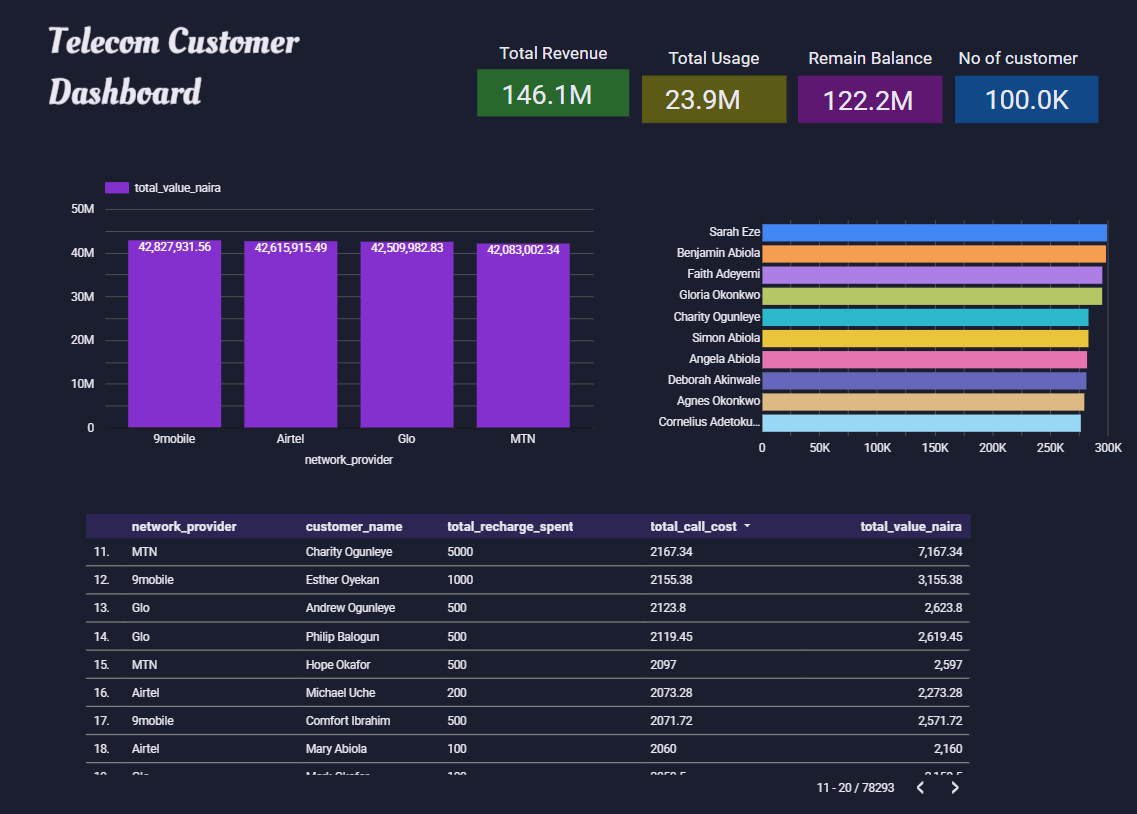 Telecom Customer
Dashboard
Total Revenue
146.1M
Total Usage
23.9M
Remain Balance
122.2M
No of customer
100.0K
total_value_naira
50M
40M
30M
20M
10M
0
42,827,931.56
42,615,915.49
42,509,982.83
42,083,002.34
9mobile Airtel Glo MTN
network_provider
Sarah Eze
Benjamin Abiola
Faith Adeyemi
Gloria Okonkwo
Charity Ogunleye
Simon Abiola
Angela Abiola
Deborah Akinwale
Agnes Okonkwo
Cornelius Adetoku...
0 50K 100K 150K 200K 250K 300K
network_provider customer_name total_recharge_spent total_call_cost total_value_naira
11. MTN Charity Ogunleye 5000 2167.34 7,167.34
12. 9mobile Esther Oyekan 1000 2155.38 3,155.38
13. Glo Andrew Ogunleye 500 2123.8 2,623.8
14. Glo Philip Balogun 500 2119.45 2,619.45
15. MTN Hope Okafor 500 2097 2,597
16. Airtel Michael Uche 200 2073.28 2,273.28
17. 9mobile Comfort Ibrahim 500 2071.72 2,571.72
18. Airtel Mary Abiola 100 2060 2,160
11 - 20 / 78293